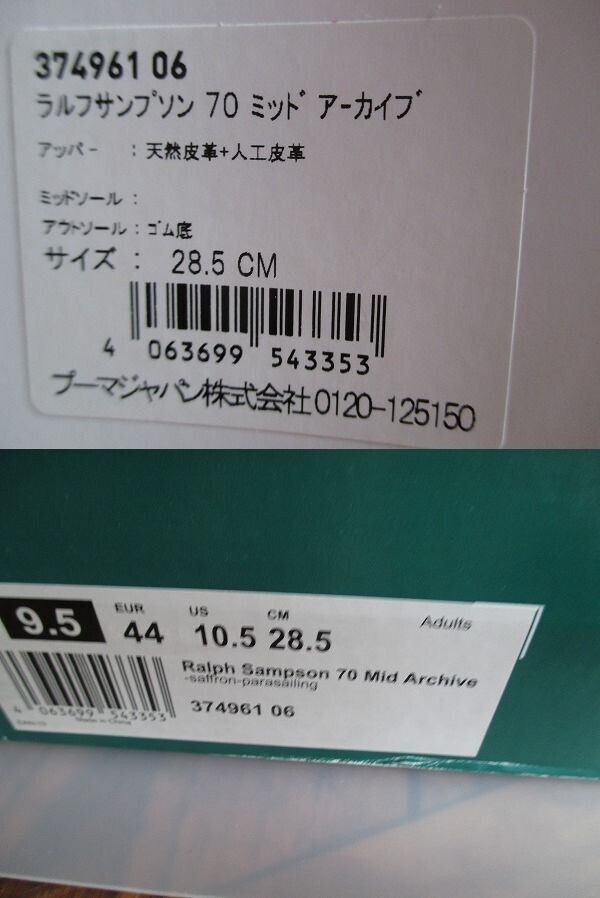 374961 06
ラルフサンプソン 70 ミッド アーカイブ
アッパー : 天然皮革+人工皮革
ミッドソール :
アウトソール : ゴム底
サイズ : 28.5 CM
4 063699 543353
プーマジャパン株式会社 0120-125150
9.5 EUR 44 US 10.5 CM 28.5 Adults
Ralph Sampson 70 Mid Archive
-saffron-parasailing
374961 06
4 063699 543353
Made in China